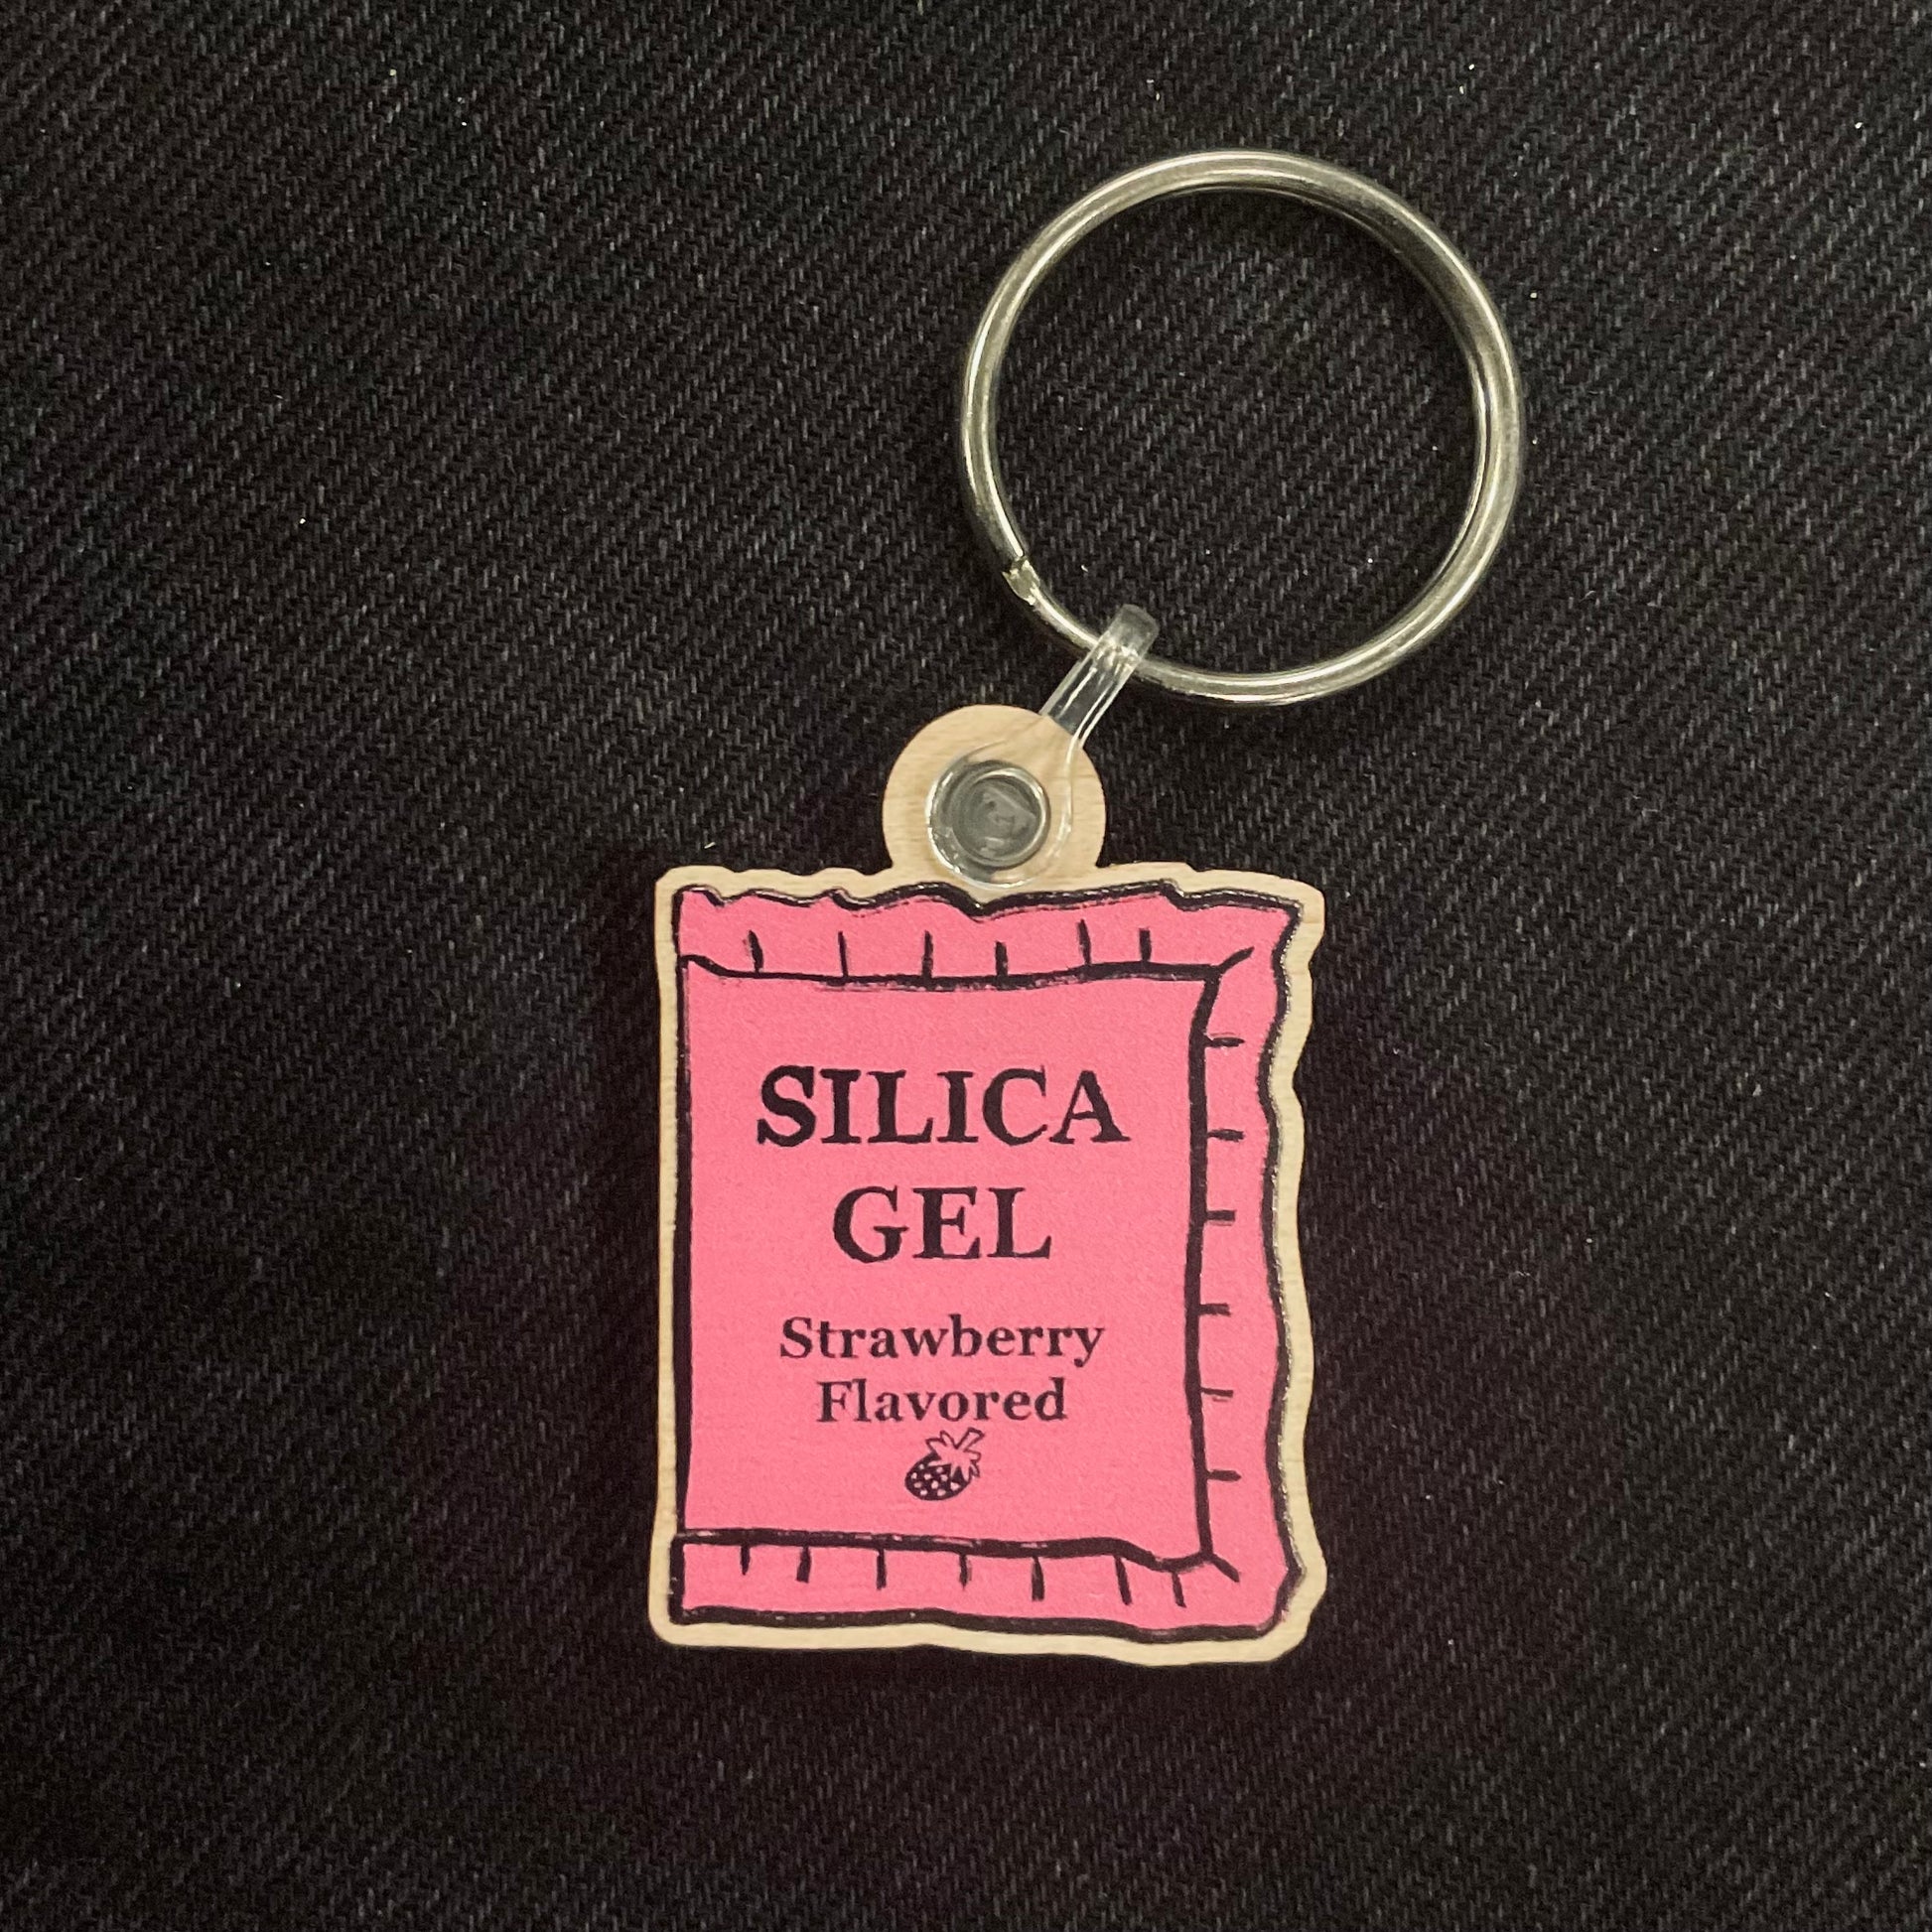 SILICA
GEL
Strawberry
Flavored